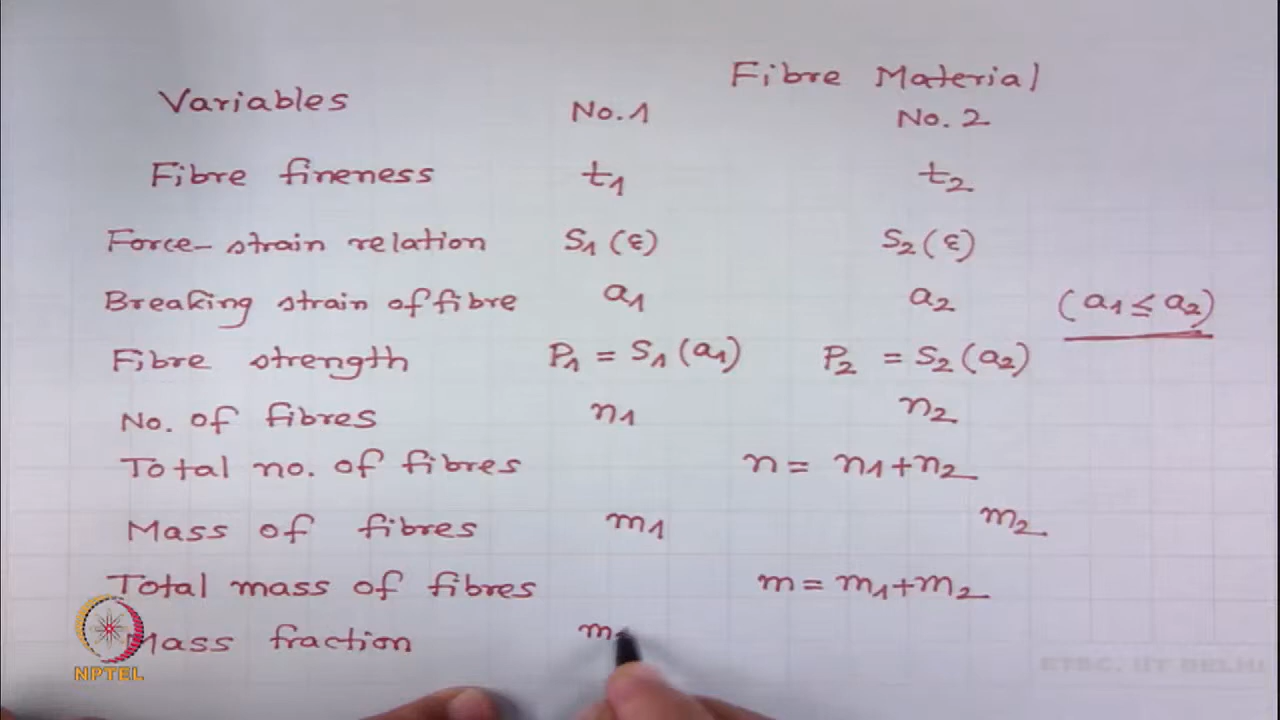 Fibre Material
Variables No.1 No. 2
Fibre fineness t1 t2
Force-strain relation S1(ε) S2(ε)
Breaking strain of fibre a1 a2 (a1 ≤ a2)
Fibre strength P1 = S1(a1) P2 = S2(a2)
No. of fibres n1 n2
Total no. of fibres n = n1+n2
Mass of fibres m1 m2
Total mass of fibres m = m1+m2
Mass fraction m
NPTEL
ETSC, IIT DELHI